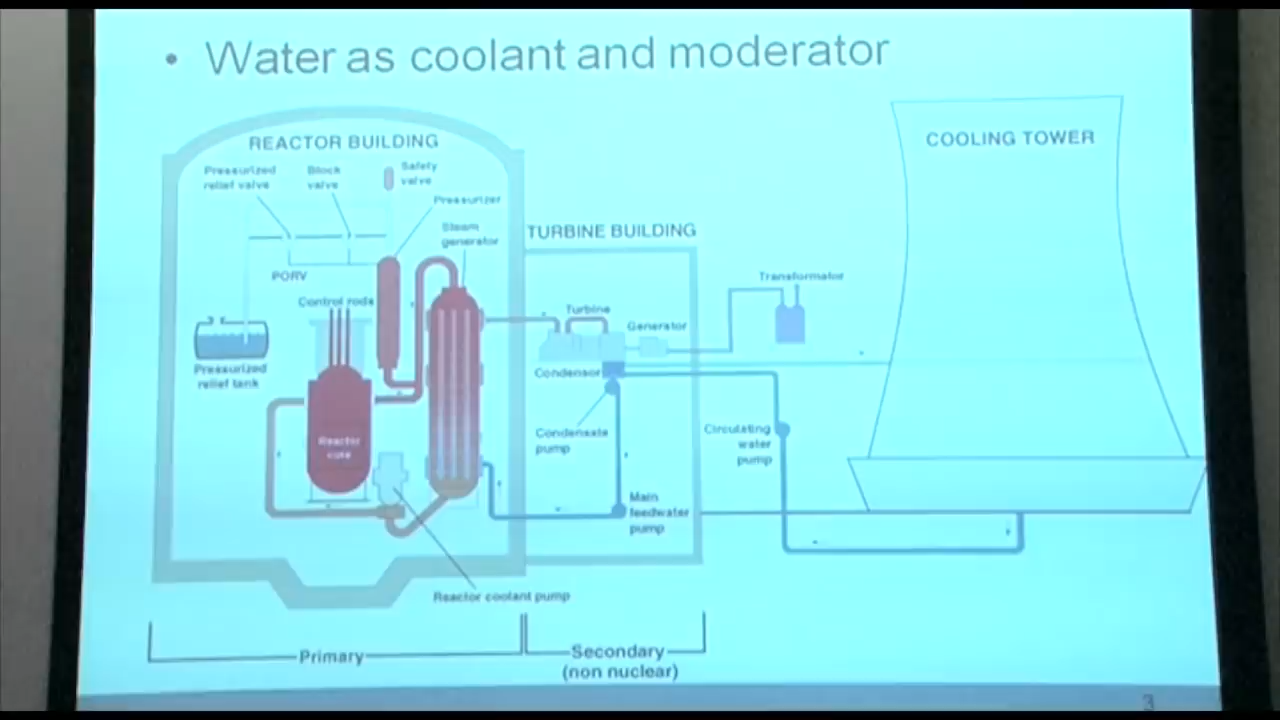 • Water as coolant and moderator
REACTOR BUILDING
COOLING TOWER
Pressurized
relief valve
Block
valve
Safety
valve
Pressurizer
Steam
generator
TURBINE BUILDING
PORV
Transformator
Control rods
Turbine
Generator
Pressurized
relief tank
Condensor
Reactor
core
Condensate
pump
Circulating
water
pump
Main
feedwater
pump
Reactor coolant pump
Primary
Secondary
(non nuclear)
3